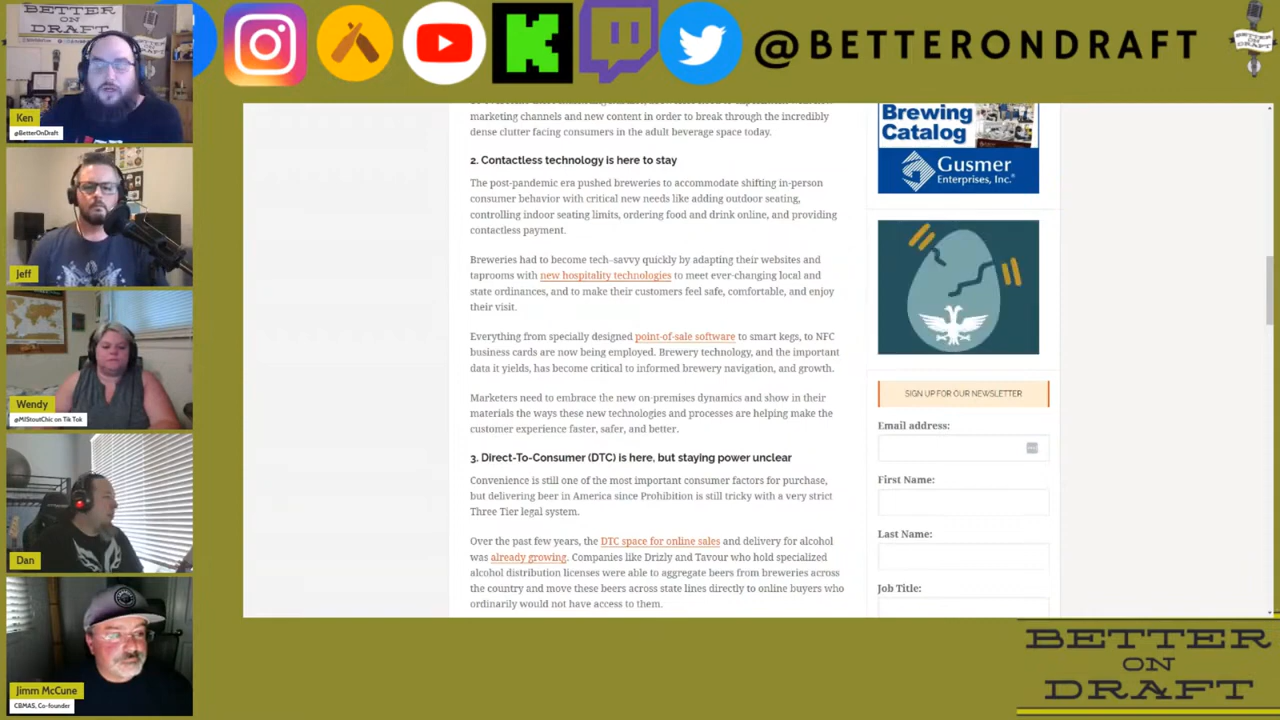 @BETTERONDRAFT
BETTER
ON
DRAFT
Ken
@BetterOnDraft
Jeff
Wendy
@MIStoutChic on Tik Tok
Dan
Jimm McCune
CBMAS, Co-founder
marketing channels and new content in order to break through the incredibly
dense clutter facing consumers in the adult beverage space today.
2. Contactless technology is here to stay
The post-pandemic era pushed breweries to accommodate shifting in-person
consumer behavior with critical new needs like adding outdoor seating,
controlling indoor seating limits, ordering food and drink online, and providing
contactless payment.
Breweries had to become tech-savvy quickly by adapting their websites and
taprooms with new hospitality technologies to meet ever-changing local and
state ordinances, and to make their customers feel safe, comfortable, and enjoy
their visit.
Everything from specially designed point-of-sale software to smart kegs, to NFC
business cards are now being employed. Brewery technology, and the important
data it yields, has become critical to informed brewery navigation, and growth.
Marketers need to embrace the new on-premises dynamics and show in their
materials the ways these new technologies and processes are helping make the
customer experience faster, safer, and better.
3. Direct-To-Consumer (DTC) is here, but staying power unclear
Convenience is still one of the most important consumer factors for purchase,
but delivering beer in America since Prohibition is still tricky with a very strict
Three Tier legal system.
Over the past few years, the DTC space for online sales and delivery for alcohol
was already growing. Companies like Drizly and Tavour who hold specialized
alcohol distribution licenses were able to aggregate beers from breweries across
the country and move these beers across state lines directly to online buyers who
ordinarily would not have access to them.
Brewing
Catalog
Gusmer
Enterprises, Inc.®
SIGN UP FOR OUR NEWSLETTER
Email address:
First Name:
Last Name:
Job Title:
BETTER
ON
DRAFT